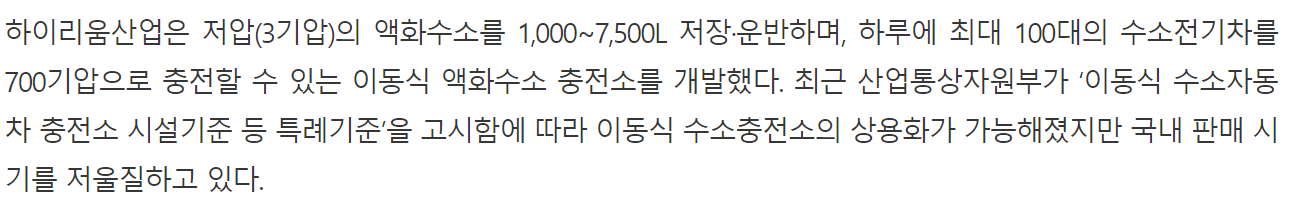 하이리움산업은 저압(3기압)의 액화수소를 1,000~7,500L 저장·운반하며, 하루에 최대 100대의 수소전기차를
700기압으로 충전할 수 있는 이동식 액화수소 충전소를 개발했다. 최근 산업통상자원부가 ‘이동식 수소자동
차 충전소 시설기준 등 특례기준’을 고시함에 따라 이동식 수소충전소의 상용화가 가능해졌지만 국내 판매 시
기를 저울질하고 있다.